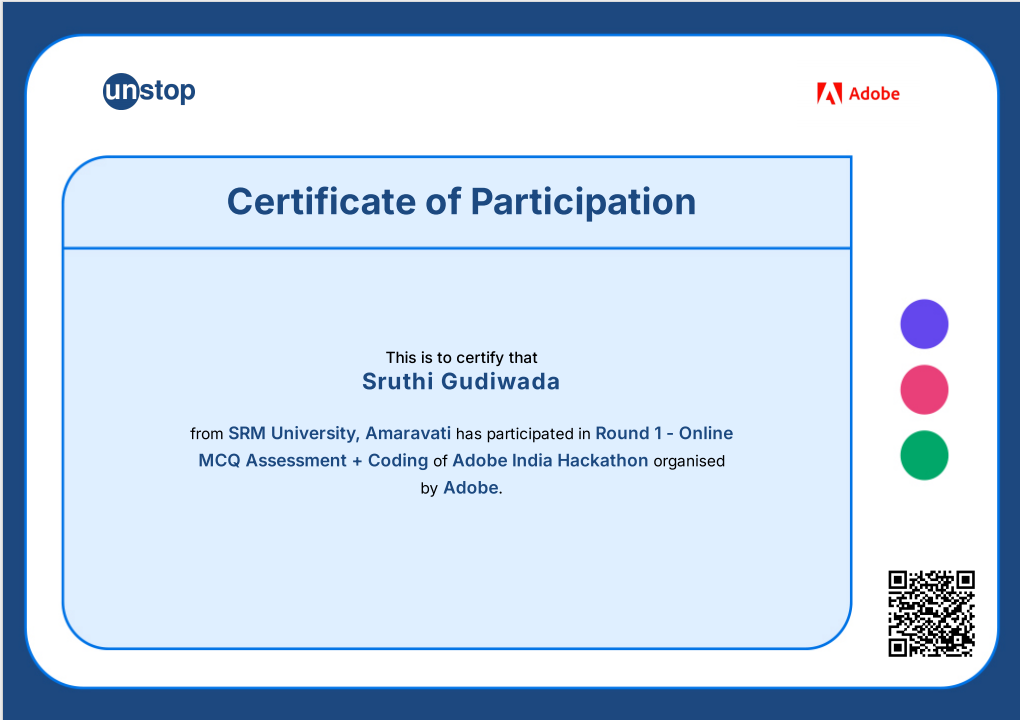 unstop
Adobe
Certificate of Participation
This is to certify that
Sruthi Gudiwada
from SRM University, Amaravati has participated in Round 1 - Online
MCQ Assessment + Coding of Adobe India Hackathon organised
by Adobe.